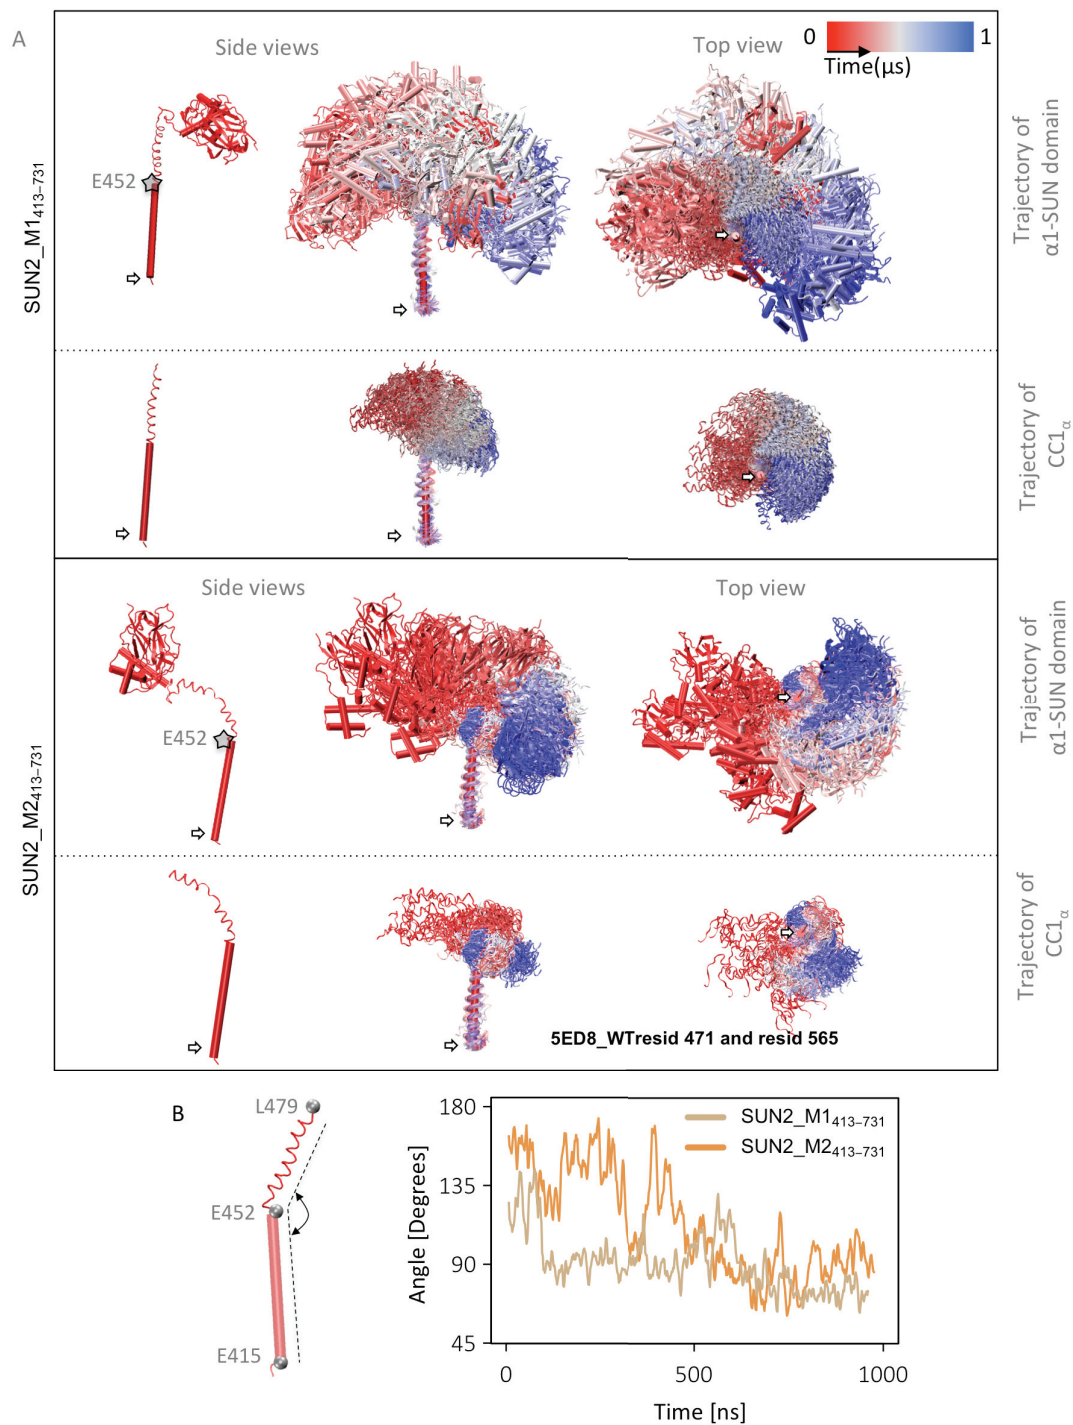 A
Side views
Top view
0
1
Time(µs)
E452
SUN2_M1413–731
Trajectory of
α1-SUN domain
Trajectory of
CC1α
Side views
Top view
E452
SUN2_M2413–731
Trajectory of
α1-SUN domain
Trajectory of
CC1α
5ED8_WTresid 471 and resid 565
B
L479
E452
E415
180
135
90
45
Angle [Degrees]
SUN2_M1413–731
SUN2_M2413–731
0
500
1000
Time [ns]